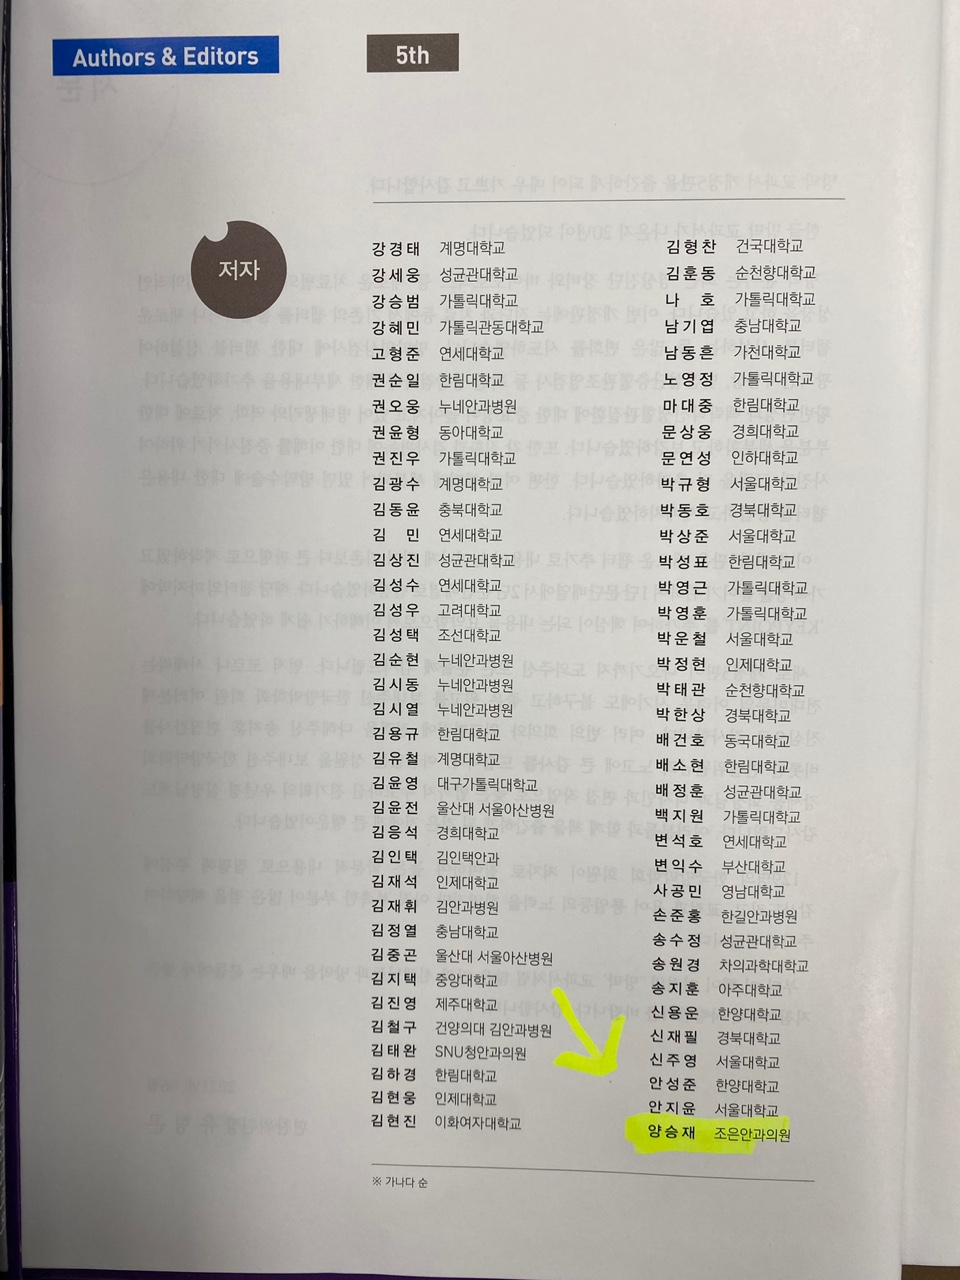 Authors & Editors
5th
저자
강경태 계명대학교
강세웅 성균관대학교
강승범 가톨릭대학교
강혜민 가톨릭관동대학교
고형준 연세대학교
권순일 한림대학교
권오웅 누네안과병원
권윤형 동아대학교
권진우 가톨릭대학교
김광수 계명대학교
김동윤 충북대학교
김 민 연세대학교
김상진 성균관대학교
김성수 연세대학교
김성우 고려대학교
김성택 조선대학교
김순현 누네안과병원
김시동 누네안과병원
김시열 누네안과병원
김용규 한림대학교
김유철 계명대학교
김윤영 대구가톨릭대학교
김윤전 울산대 서울아산병원
김응석 경희대학교
김인택 김인택안과
김재석 인제대학교
김재휘 김안과병원
김정열 충남대학교
김중곤 울산대 서울아산병원
김지택 중앙대학교
김진영 제주대학교
김철구 건양의대 김안과병원
김태완 SNU청안과의원
김하경 한림대학교
김현웅 인제대학교
김현진 이화여자대학교
김형찬 건국대학교
김훈동 순천향대학교
나 호 가톨릭대학교
남기엽 충남대학교
남동흔 가천대학교
노영정 가톨릭대학교
마대중 한림대학교
문상웅 경희대학교
문연성 인하대학교
박규형 서울대학교
박동호 경북대학교
박상준 서울대학교
박성표 한림대학교
박영근 가톨릭대학교
박영훈 가톨릭대학교
박운철 서울대학교
박정현 인제대학교
박태관 순천향대학교
박한상 경북대학교
배건호 동국대학교
배소현 한림대학교
배정훈 성균관대학교
백지원 가톨릭대학교
변석호 연세대학교
변익수 부산대학교
사공민 영남대학교
손준홍 한길안과병원
송수정 성균관대학교
송원경 차의과학대학교
송지훈 아주대학교
신용운 한양대학교
신재필 경북대학교
신주영 서울대학교
안성준 한양대학교
안지윤 서울대학교
양승재 조은안과의원
※ 가나다 순